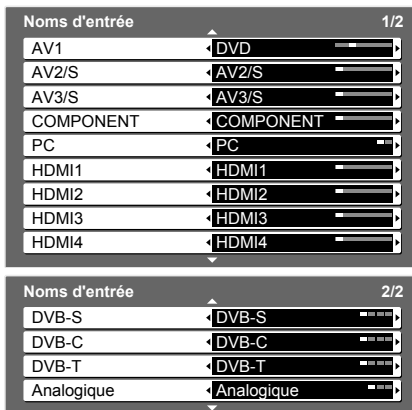 Noms d'entrée 1/2
AV1 DVD
AV2/S AV2/S
AV3/S AV3/S
COMPONENT COMPONENT
PC PC
HDMI1 HDMI1
HDMI2 HDMI2
HDMI3 HDMI3
HDMI4 HDMI4
Noms d'entrée 2/2
DVB-S DVB-S
DVB-C DVB-C
DVB-T DVB-T
Analogique Analogique